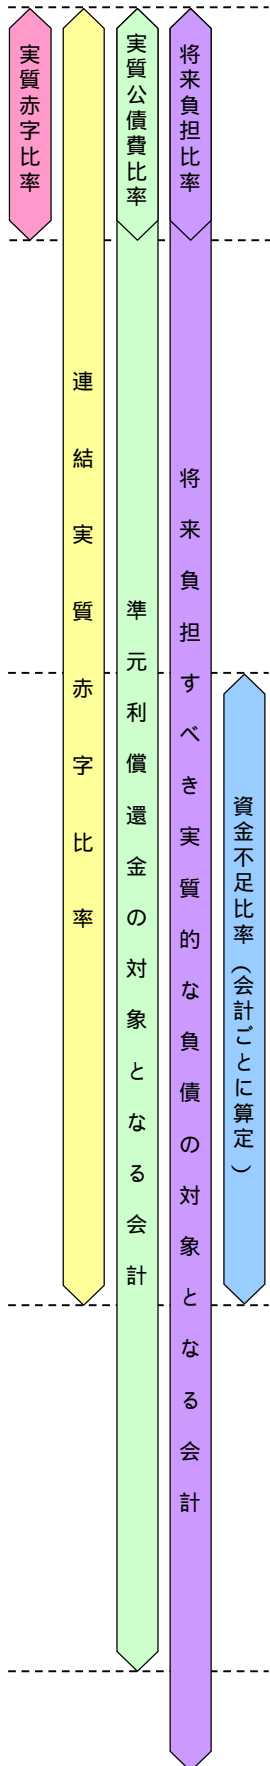 実質赤字比率
連結実質赤字比率
実質公債費比率
準元利償還金の対象となる会計
将来負担比率
将来負担すべき実質的な負債の対象となる会計
資金不足比率（会計ごとに算定）